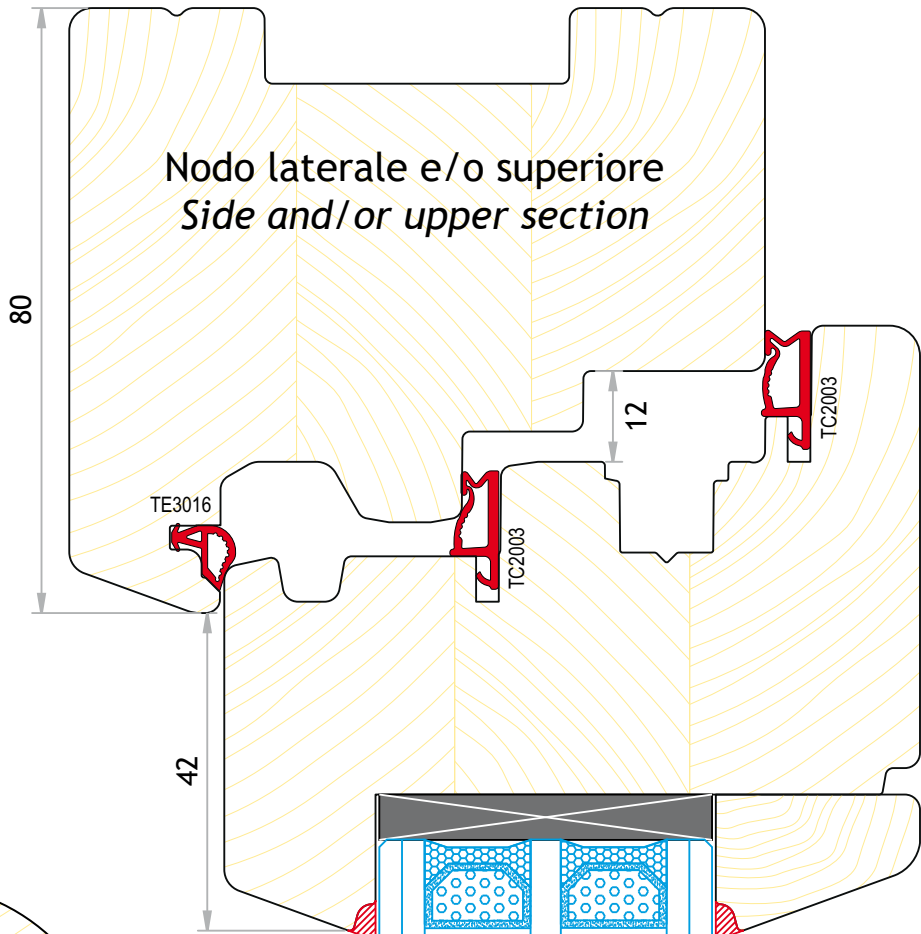 Nodo laterale e/o superiore
Side and/or upper section
80
12
TC2003
TE3016
TC2003
42